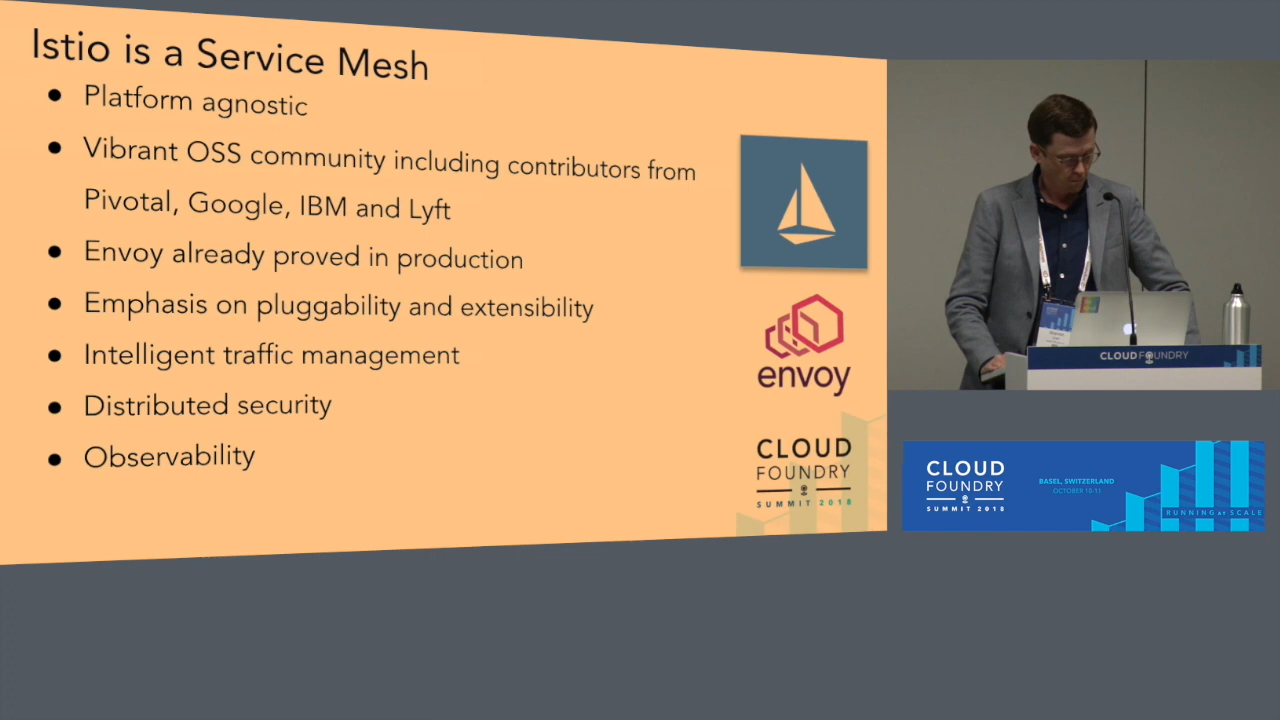 Istio is a Service Mesh
● Platform agnostic
● Vibrant OSS community including contributors from
Pivotal, Google, IBM and Lyft
● Envoy already proved in production
● Emphasis on pluggability and extensibility
● Intelligent traffic management
● Distributed security
● Observability
envoy
CLOUD
FOUNDRY
SUMMIT 2018
CLOUD FOUNDRY
CLOUD
FOUNDRY
SUMMIT 2018
BASEL, SWITZERLAND
OCTOBER 10-11
RUNNING AT SCALE